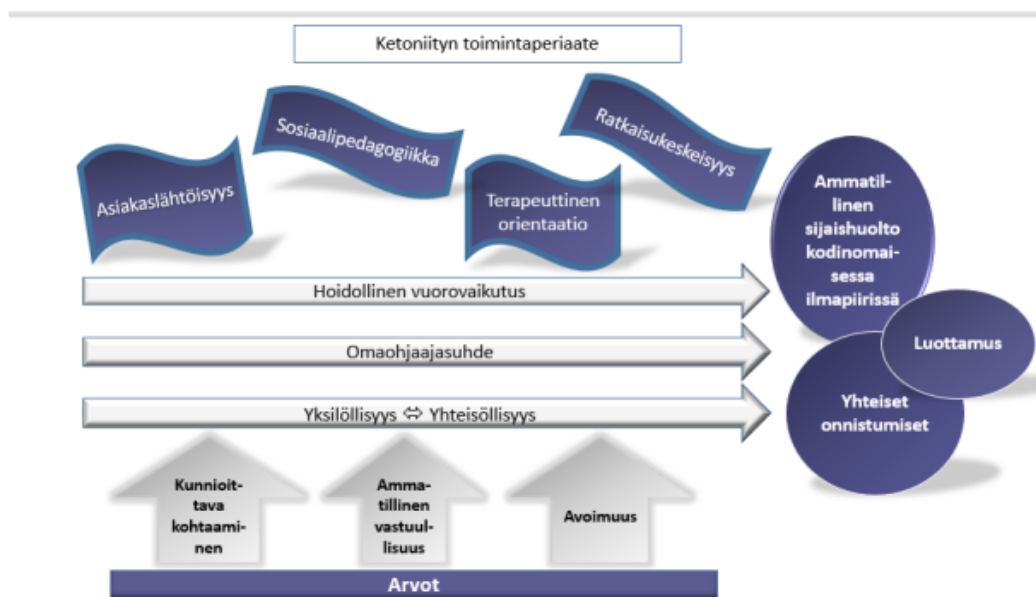 Ketoniityn toimintaperiaate
Asiakaslähtöisyys
Sosiaalipedagogiikka
Terapeuttinen
orientaatio
Ratkaisukeskeisyys
Ammatil-
linen
sijaishuolto
kodinomai-
sessa
ilmapiirissä
Luottamus
Yhteiset
onnistumiset
Hoidollinen vuorovaikutus
Omaohjaajasuhde
Yksilöllisyys ⇔ Yhteisöllisyys
Kunnioit-
tava
kohtaami-
nen
Amma-
tillinen
vastuul-
lisuus
Avoimuus
Arvot